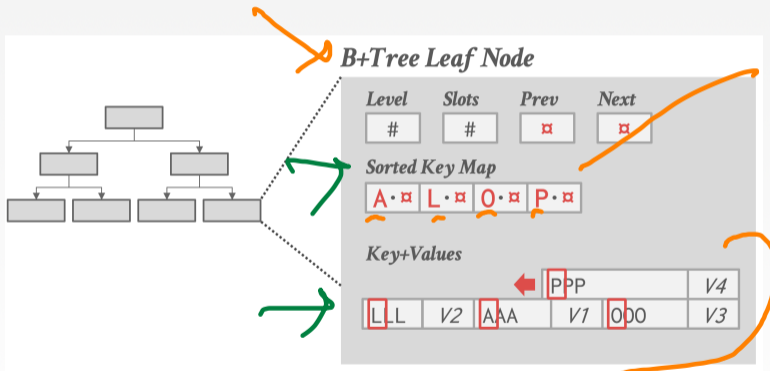 B+Tree Leaf Node
Level Slots Prev Next
# # ¤ ¤
Sorted Key Map
A·¤ L·¤ O·¤ P·¤
Key+Values
PPP V4
LLL V2 AAA V1 OOO V3